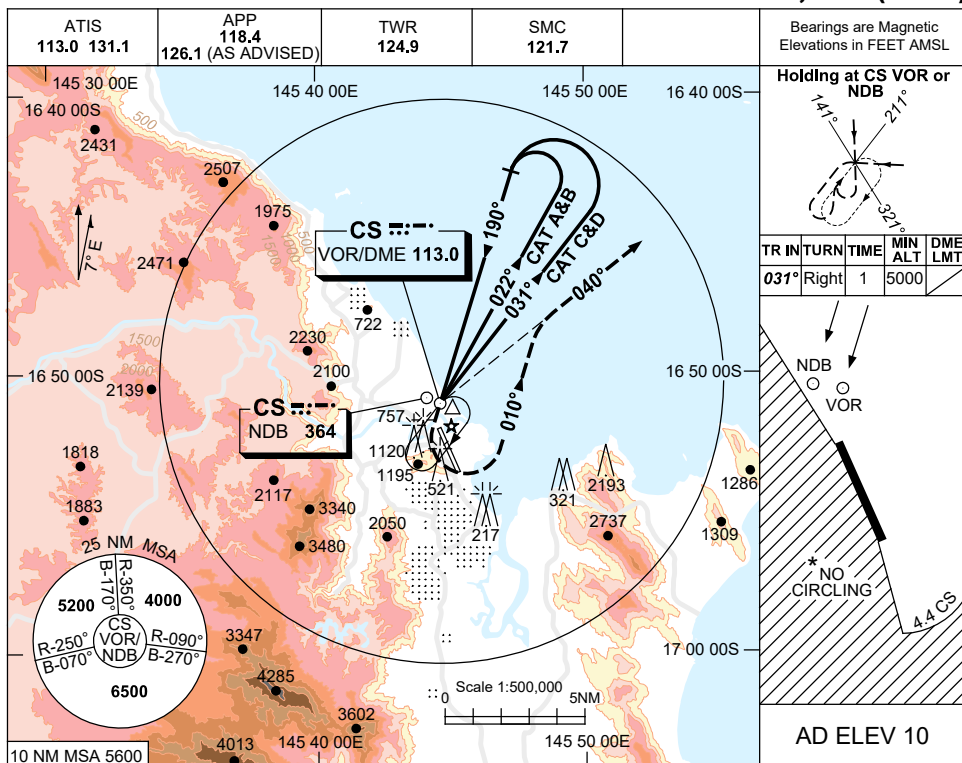 ATIS
113.0 131.1
APP
118.4
126.1 (AS ADVISED)
TWR
124.9
SMC
121.7
Bearings are Magnetic
Elevations in FEET AMSL
145 30 00E
145 40 00E
145 50 00E
16 40 00S
16 40 00S
500
2431
2507
1975
500
1000
1500
2471
7° E
CS
VOR/DME 113.0
190°
022°
CAT A&B
031°
CAT C&D
040°
010°
722
1500
2000
2230
2100
2139
16 50 00S
16 50 00S
CS
NDB 364
757
1120
1195
521
217
321
2193
1286
1309
2737
1818
1883
2117
3340
3480
2050
25 NM MSA
R-350°
B-170°
5200
4000
CS
VOR/
NDB
R-250°
B-070°
R-090°
B-270°
6500
3347
4285
3602
4013
17 00 00S
Scale 1:500,000
0
5NM
145 40 00E
145 50 00E
10 NM MSA 5600
Holding at CS VOR or
NDB
141°
211°
321°
TR IN TURN TIME MIN ALT DME LMT
031° Right 1 5000
NDB
VOR
* NO
CIRCLING
4.4 CS
AD ELEV 10